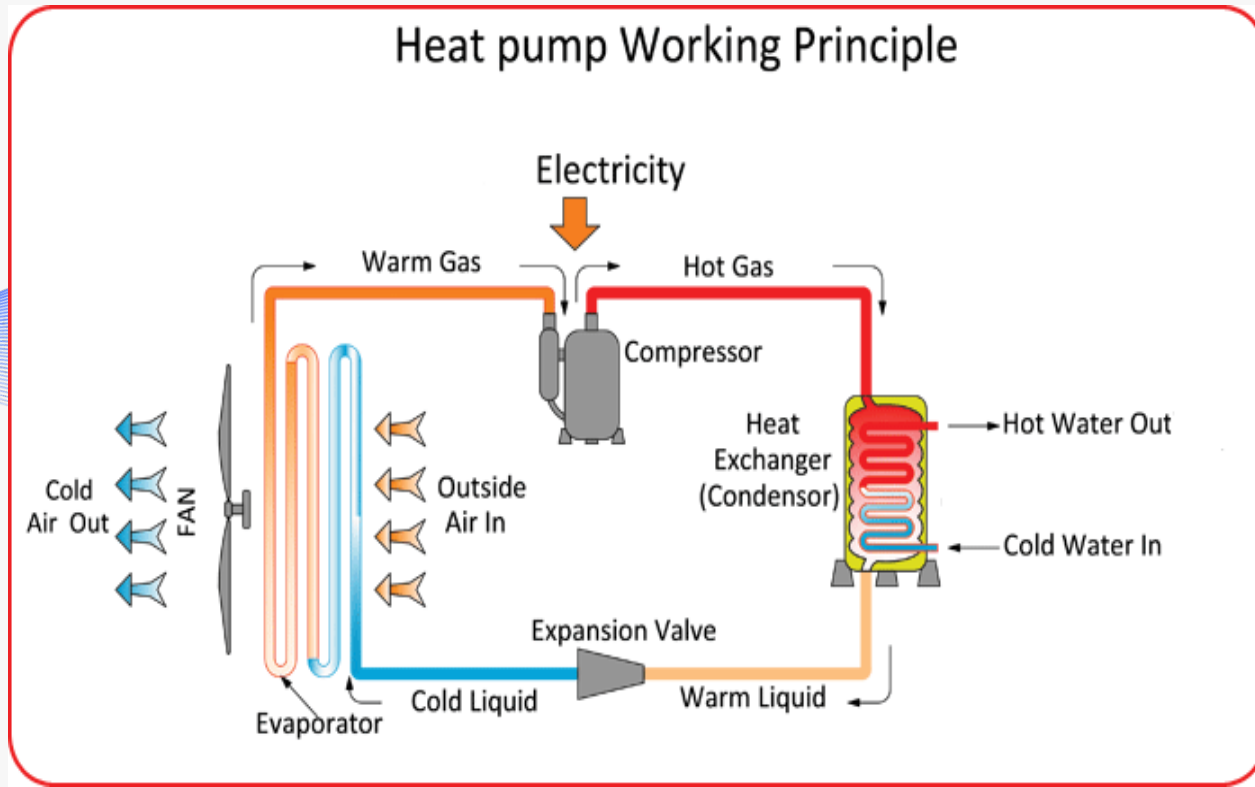 Heat pump Working Principle
Electricity
Warm Gas
Hot Gas
Compressor
Heat
Exchanger
(Condensor)
Hot Water Out
Cold Water In
Cold
Air Out
FAN
Outside
Air In
Expansion Valve
Cold Liquid
Warm Liquid
Evaporator